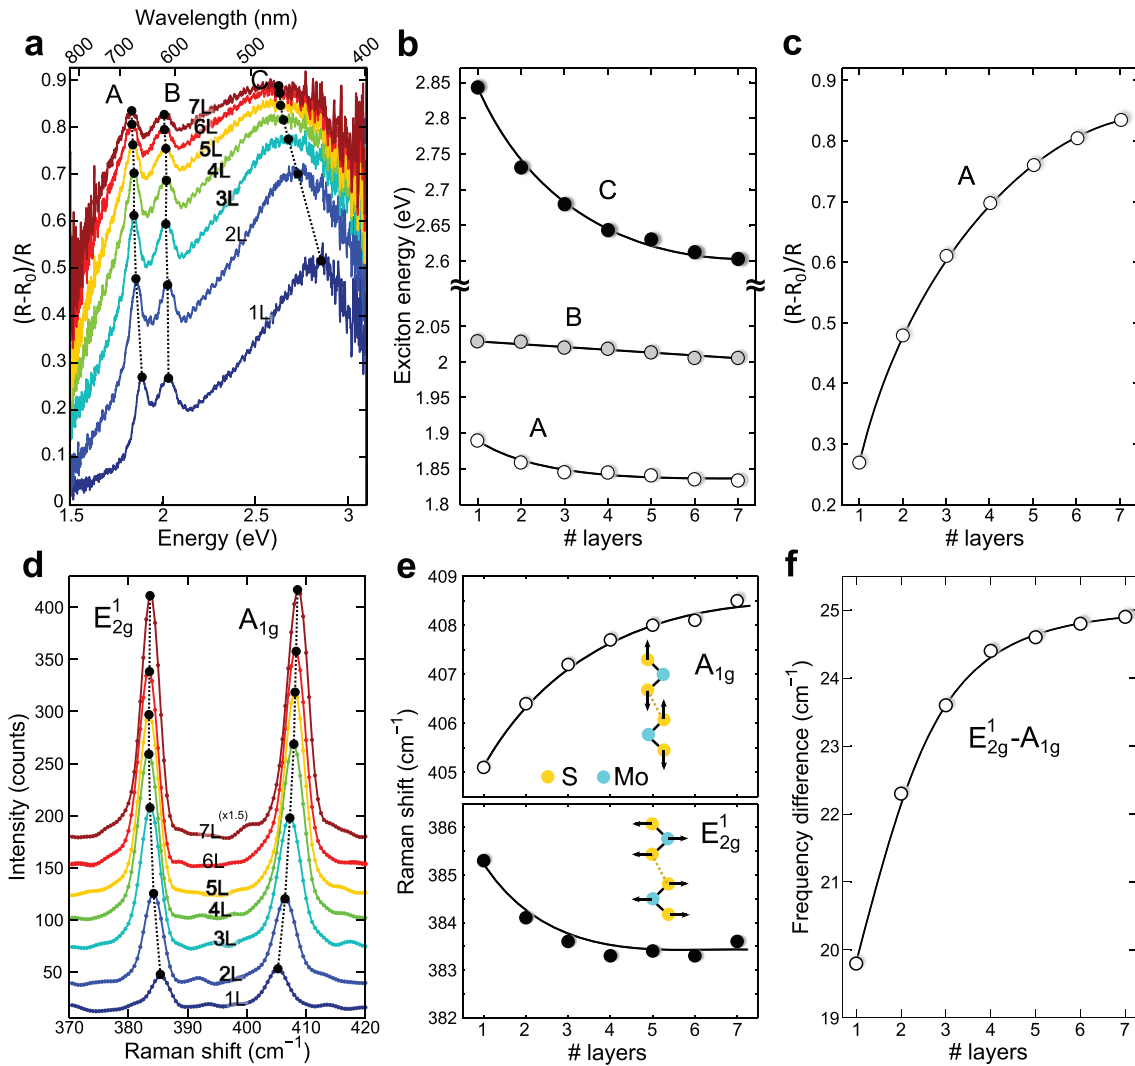 Wavelength (nm)
a
800 700 600 500 400
(R-R0)/R
0.9
0.8
0.7
0.6
0.5
0.4
0.3
0.2
0.1
0
A B C
7L
6L
5L
4L
3L
2L
1L
1.5 2 2.5 3
Energy (eV)
b
Exciton energy (eV)
2.85
2.8
2.75
2.7
2.65
2.6
2.05
2
1.95
1.9
1.85
1.8
C
B
A
1 2 3 4 5 6 7
# layers
c
(R-R0)/R
0.9
0.8
0.7
0.6
0.5
0.4
0.3
0.2
A
1 2 3 4 5 6 7
# layers
d
Intensity (counts)
400
350
300
250
200
150
100
50
E¹2g A1g
7L (x1.5)
6L
5L
4L
3L
2L
1L
370 380 390 400 410 420
Raman shift (cm⁻¹)
e
Raman shift (cm⁻¹)
409
408
407
406
405
A1g
S Mo
386
385
384
383
382
E¹2g
1 2 3 4 5 6 7
# layers
f
Frequency difference (cm⁻¹)
25
24
23
22
21
20
19
E¹2g-A1g
1 2 3 4 5 6 7
# layers